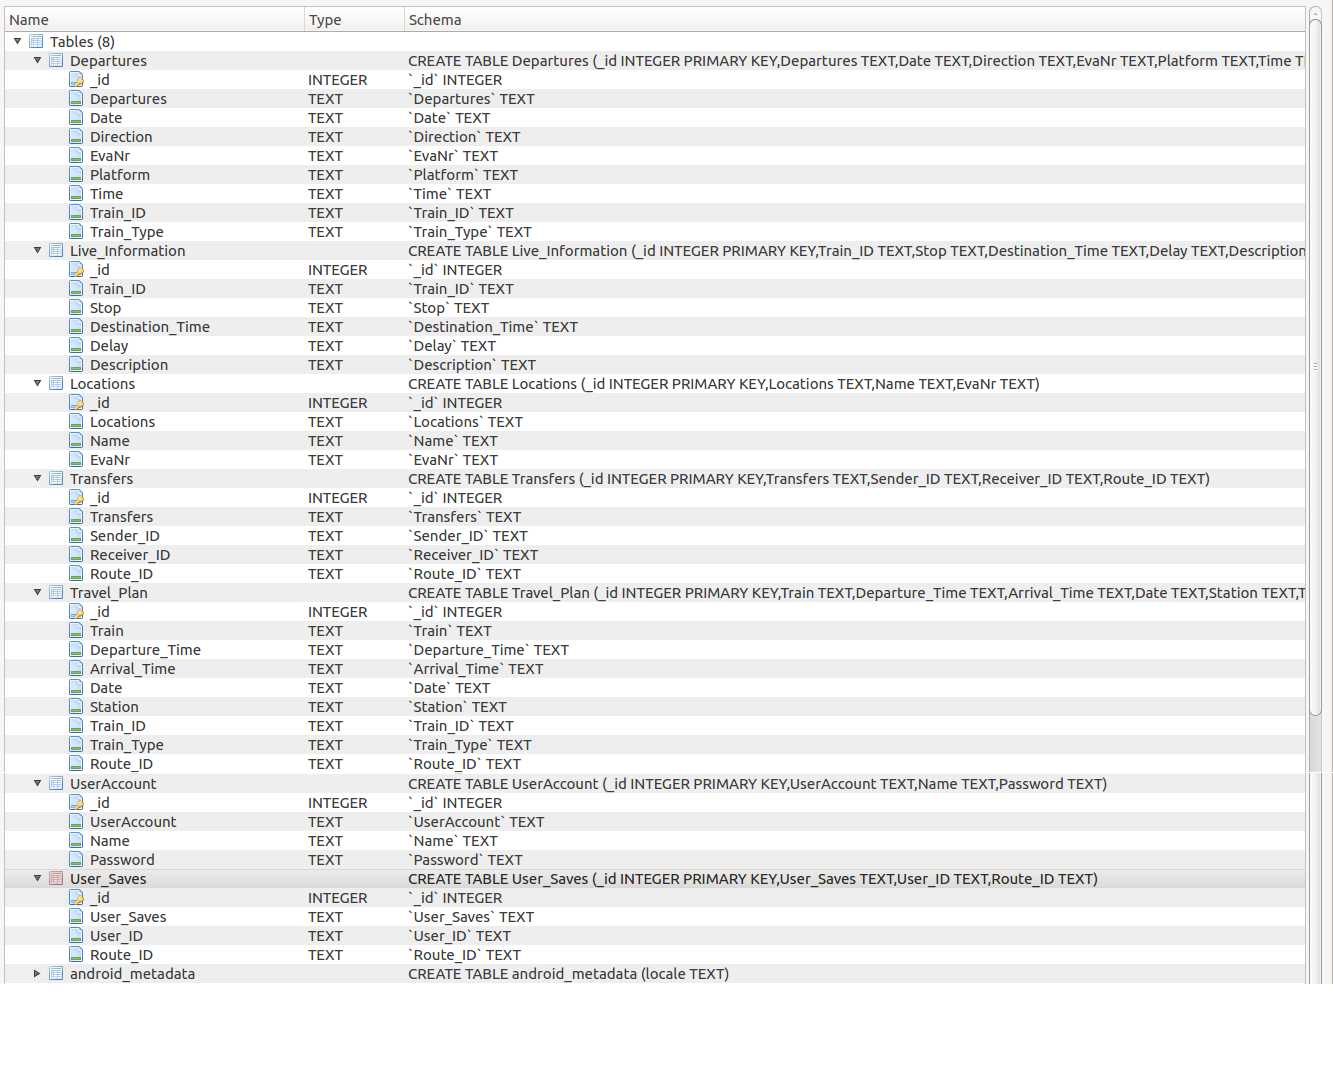 Name Type Schema
Tables (8)
Departures CREATE TABLE Departures (_id INTEGER PRIMARY KEY,Departures TEXT,Date TEXT,Direction TEXT,EvaNr TEXT,Platform TEXT,Time T
_id INTEGER `_id` INTEGER
Departures TEXT `Departures` TEXT
Date TEXT `Date` TEXT
Direction TEXT `Direction` TEXT
EvaNr TEXT `EvaNr` TEXT
Platform TEXT `Platform` TEXT
Time TEXT `Time` TEXT
Train_ID TEXT `Train_ID` TEXT
Train_Type TEXT `Train_Type` TEXT
Live_Information CREATE TABLE Live_Information (_id INTEGER PRIMARY KEY,Train_ID TEXT,Stop TEXT,Destination_Time TEXT,Delay TEXT,Description
_id INTEGER `_id` INTEGER
Train_ID TEXT `Train_ID` TEXT
Stop TEXT `Stop` TEXT
Destination_Time TEXT `Destination_Time` TEXT
Delay TEXT `Delay` TEXT
Description TEXT `Description` TEXT
Locations CREATE TABLE Locations (_id INTEGER PRIMARY KEY,Locations TEXT,Name TEXT,EvaNr TEXT)
_id INTEGER `_id` INTEGER
Locations TEXT `Locations` TEXT
Name TEXT `Name` TEXT
EvaNr TEXT `EvaNr` TEXT
Transfers CREATE TABLE Transfers (_id INTEGER PRIMARY KEY,Transfers TEXT,Sender_ID TEXT,Receiver_ID TEXT,Route_ID TEXT)
_id INTEGER `_id` INTEGER
Transfers TEXT `Transfers` TEXT
Sender_ID TEXT `Sender_ID` TEXT
Receiver_ID TEXT `Receiver_ID` TEXT
Route_ID TEXT `Route_ID` TEXT
Travel_Plan CREATE TABLE Travel_Plan (_id INTEGER PRIMARY KEY,Train TEXT,Departure_Time TEXT,Arrival_Time TEXT,Date TEXT,Station TEXT,T
_id INTEGER `_id` INTEGER
Train TEXT `Train` TEXT
Departure_Time TEXT `Departure_Time` TEXT
Arrival_Time TEXT `Arrival_Time` TEXT
Date TEXT `Date` TEXT
Station TEXT `Station` TEXT
Train_ID TEXT `Train_ID` TEXT
Train_Type TEXT `Train_Type` TEXT
Route_ID TEXT `Route_ID` TEXT
UserAccount CREATE TABLE UserAccount (_id INTEGER PRIMARY KEY,UserAccount TEXT,Name TEXT,Password TEXT)
_id INTEGER `_id` INTEGER
UserAccount TEXT `UserAccount` TEXT
Name TEXT `Name` TEXT
Password TEXT `Password` TEXT
User_Saves CREATE TABLE User_Saves (_id INTEGER PRIMARY KEY,User_Saves TEXT,User_ID TEXT,Route_ID TEXT)
_id INTEGER `_id` INTEGER
User_Saves TEXT `User_Saves` TEXT
User_ID TEXT `User_ID` TEXT
Route_ID TEXT `Route_ID` TEXT
android_metadata CREATE TABLE android_metadata (locale TEXT)